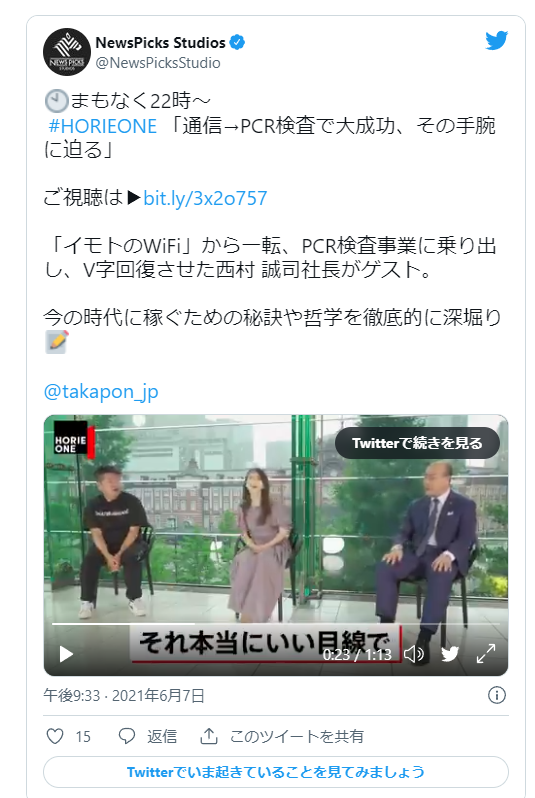 NewsPicks Studios
@NewsPicksStudio
NEWS PICKS
STUDIOS
🕙まもなく22時～
#HORIEONE 「通信→PCR検査で大成功、その手腕
に迫る」
ご視聴は▶bit.ly/3x2o757
「イモトのWiFi」から一転、PCR検査事業に乗り出
し、V字回復させた西村 誠司社長がゲスト。
今の時代に稼ぐための秘訣や哲学を徹底的に深堀り
📝
@takapon_jp
HORIE
ONE
Twitterで続きを見る
それ本当にいい目線で
0:23 / 1:13
午後9:33 · 2021年6月7日
15 返信 このツイートを共有
Twitterでいま起きていることを見てみましょう